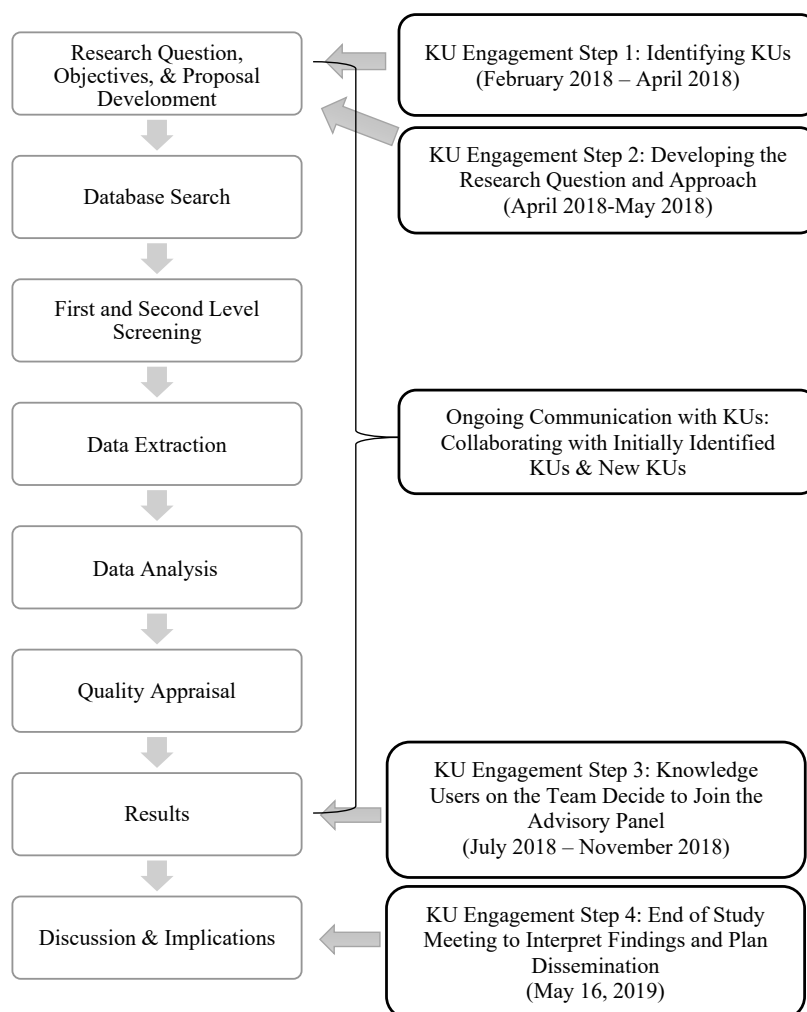 Research Question,
Objectives, & Proposal
Development
Database Search
First and Second Level
Screening
Data Extraction
Data Analysis
Quality Appraisal
Results
Discussion & Implications
KU Engagement Step 1: Identifying KUs
(February 2018 – April 2018)
KU Engagement Step 2: Developing the
Research Question and Approach
(April 2018-May 2018)
Ongoing Communication with KUs:
Collaborating with Initially Identified
KUs & New KUs
KU Engagement Step 3: Knowledge
Users on the Team Decide to Join the
Advisory Panel
(July 2018 – November 2018)
KU Engagement Step 4: End of Study
Meeting to Interpret Findings and Plan
Dissemination
(May 16, 2019)